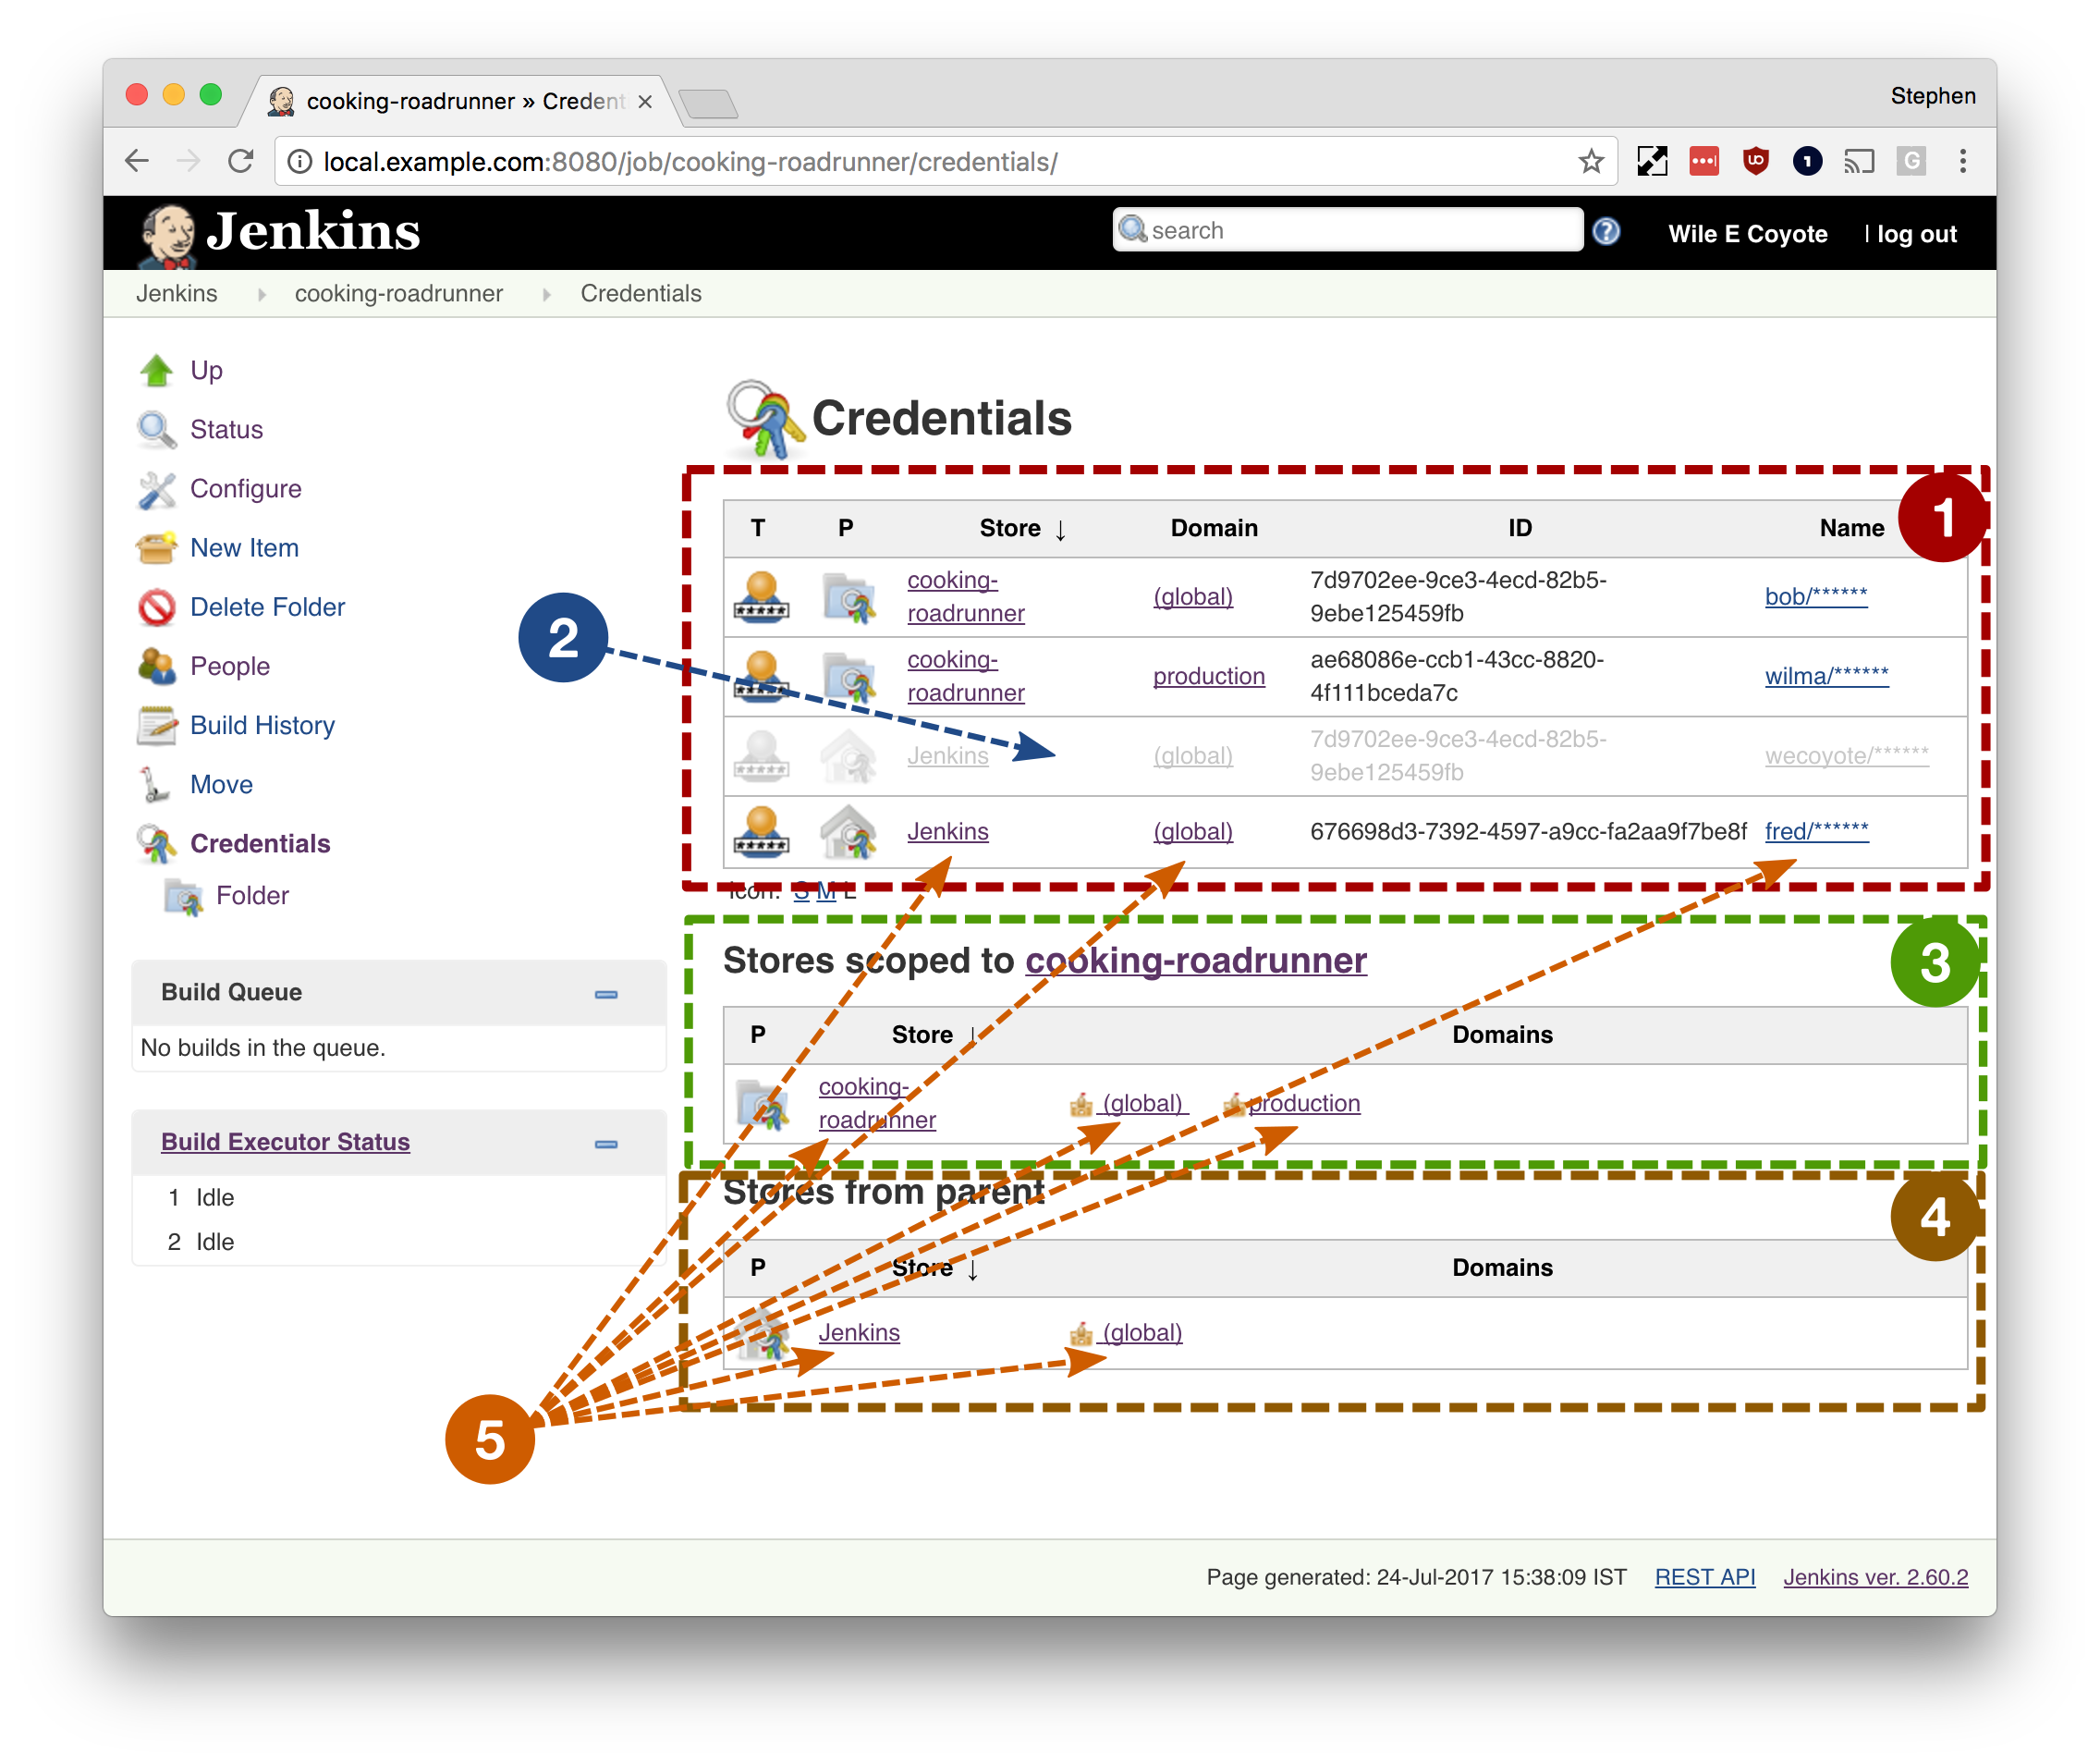 cooking-roadrunner » Credent
Stephen
local.example.com:8080/job/cooking-roadrunner/credentials/
Jenkins
search
Wile E Coyote
| log out
Jenkins
cooking-roadrunner
Credentials
Up
Status
Configure
New Item
Delete Folder
People
Build History
Move
Credentials
Folder
Build Queue
No builds in the queue.
Build Executor Status
1 Idle
2 Idle
Credentials
1
T P Store ↓ Domain ID Name
cooking-
roadrunner
(global)
7d9702ee-9ce3-4ecd-82b5-
9ebe125459fb
bob/******
2
cooking-
roadrunner
production
ae68086e-ccb1-43cc-8820-
4f111bceda7c
wilma/******
Jenkins
(global)
7d9702ee-9ce3-4ecd-82b5-
9ebe125459fb
wecoyote/******
Jenkins
(global)
676698d3-7392-4597-a9cc-fa2aa9f7be8f
fred/******
Icon: S M L
3
Stores scoped to cooking-roadrunner
P Store ↓ Domains
cooking-
roadrunner
(global) production
4
Stores from parent
P Store ↓ Domains
Jenkins (global)
5
Page generated: 24-Jul-2017 15:38:09 IST REST API Jenkins ver. 2.60.2